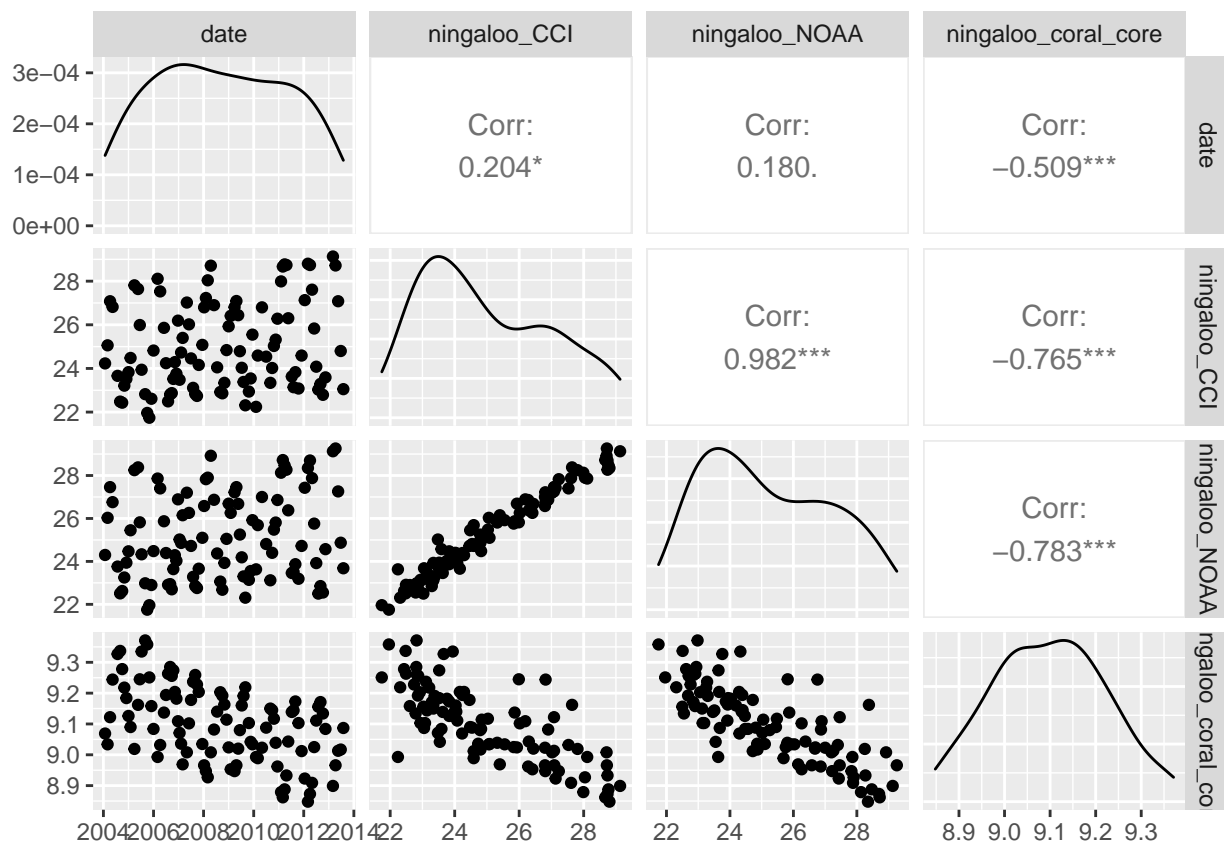 date ningaloo_CCI ningaloo_NOAA ningaloo_coral_core
3e−04
2e−04
1e−04
0e+00
Corr:
0.204*
Corr:
0.180.
Corr:
−0.509***
date
28
26
24
22
Corr:
0.982***
Corr:
−0.765***
ningaloo_CCI
28
26
24
22
Corr:
−0.783***
ningaloo_NOAA
9.3
9.2
9.1
9.0
8.9
ngaloo_coral_co
2004 2006 2008 2010 2012 2014 22 24 26 28 22 24 26 28 8.9 9.0 9.1 9.2 9.3